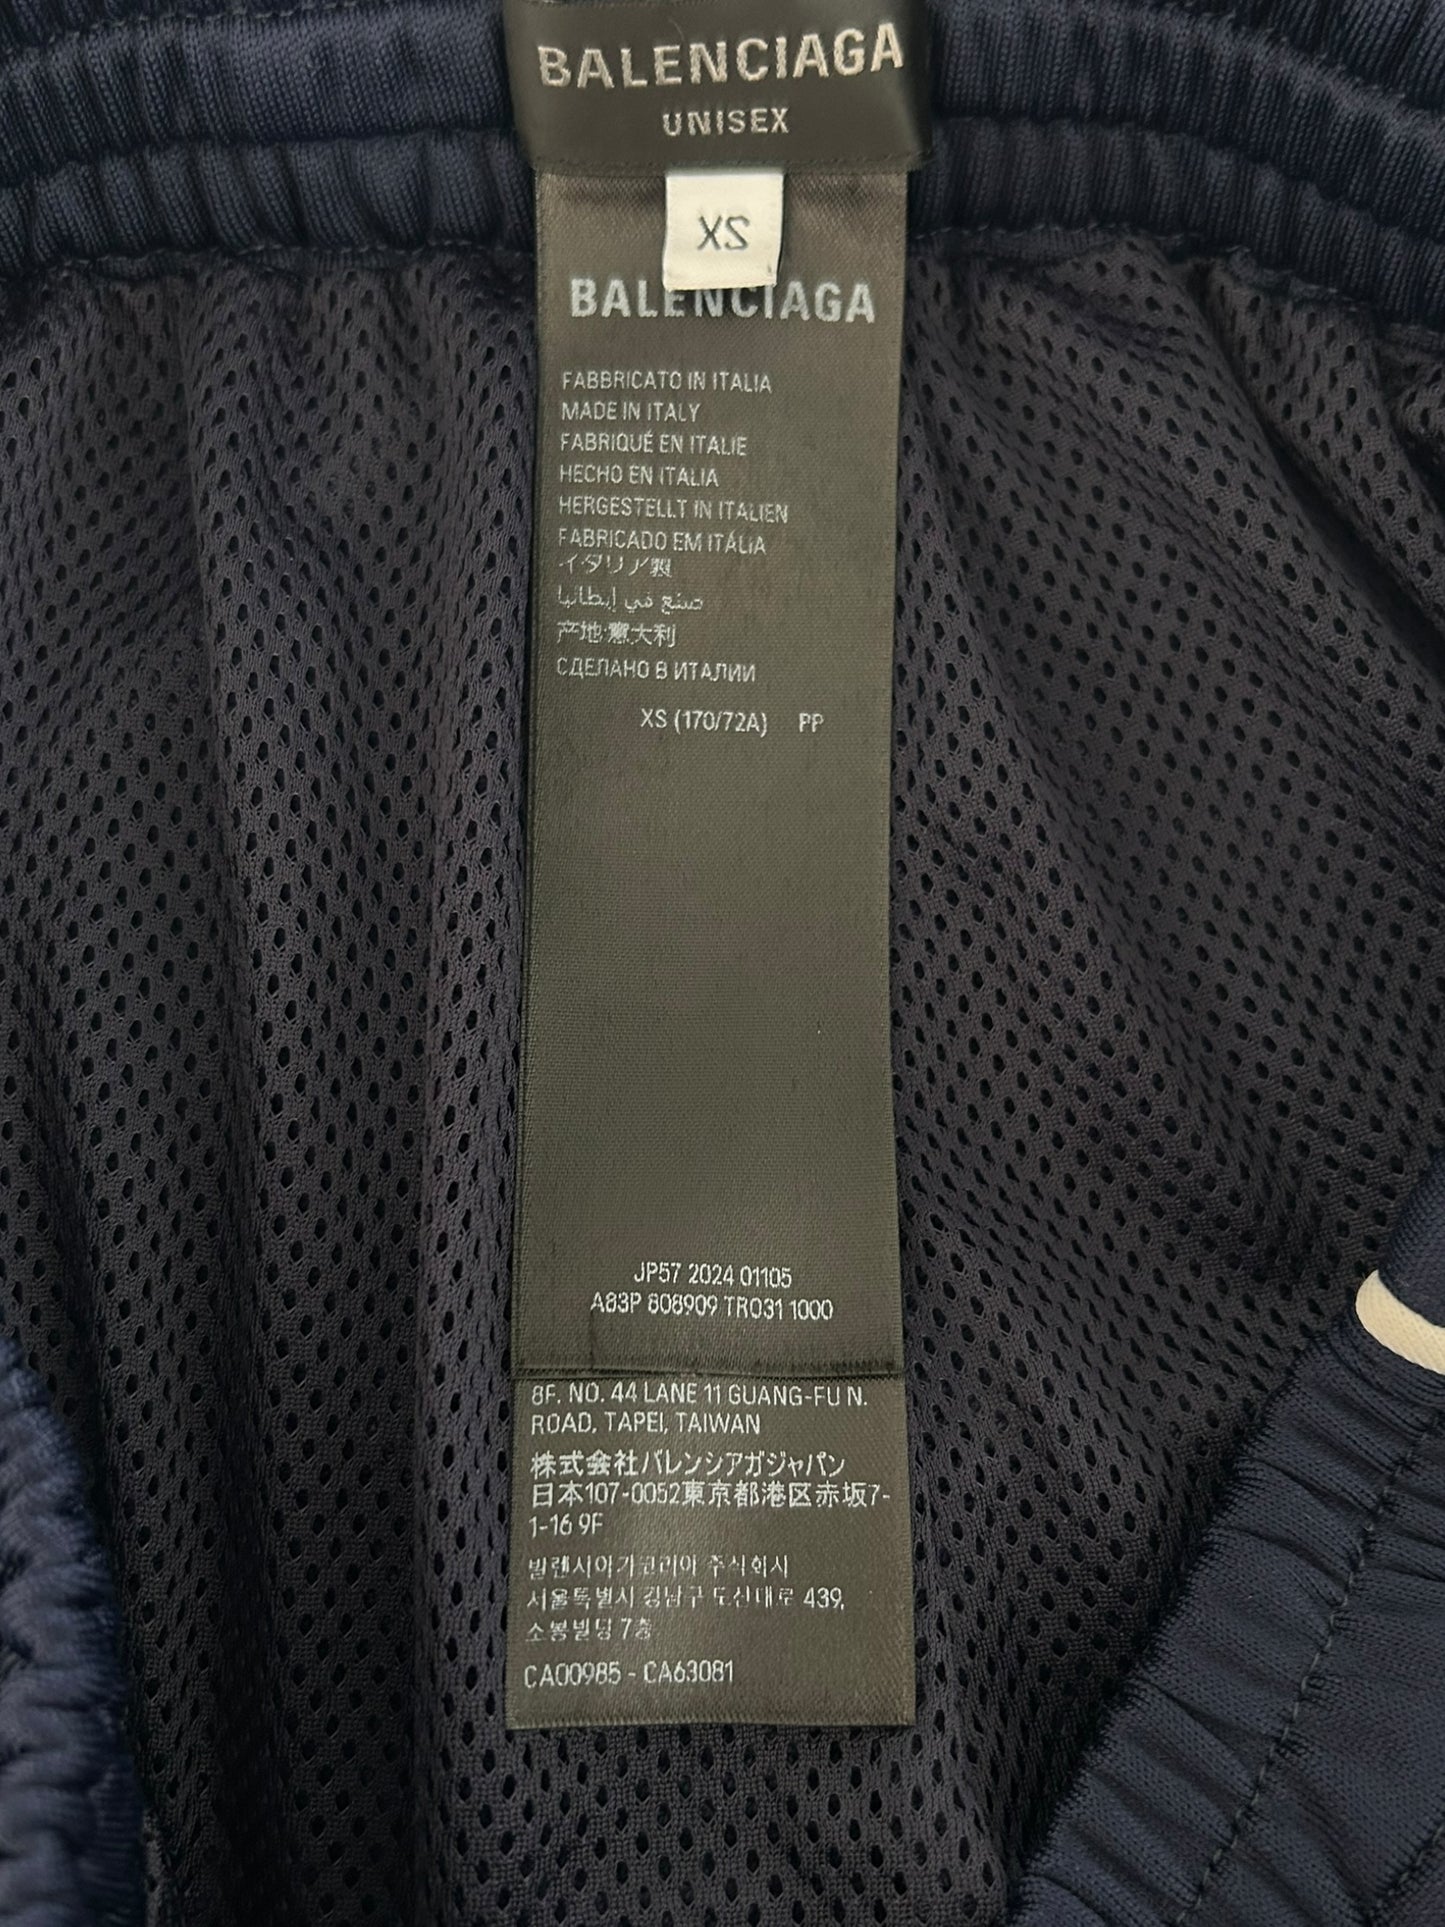 BALENCIAGA
UNISEX
XS
BALENCIAGA
FABBRICATO IN ITALIA
MADE IN ITALY
FABRIQUÉ EN ITALIE
HECHO EN ITALIA
HERGESTELLT IN ITALIEN
FABRICADO EM ITÁLIA
イタリア製
صنع في إيطاليا
产地:意大利
СДЕЛАНО В ИТАЛИИ
XS (170/72A) PP
JP57 2024 01105
A83P 808909 TRO31 1000
8F. NO. 44 LANE 11 GUANG-FU N.
ROAD, TAPEI, TAIWAN
株式会社バレンシアガジャパン
日本107-0052東京都港区赤坂7-
1-16 9F
발렌시아가코리아 주식회사
서울특별시 강남구 도산대로 439,
소봉빌딩 7층
CA00985 - CA63081